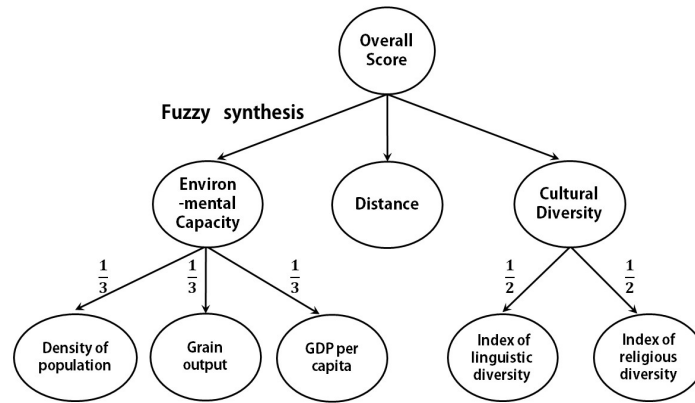 Overall
Score
Fuzzy synthesis
Environ
-mental
Capacity
Distance
Cultural
Diversity
1/3
1/3
1/3
1/2
1/2
Density of
population
Grain
output
GDP per
capita
Index of
linguistic
diversity
Index of
religious
diversity